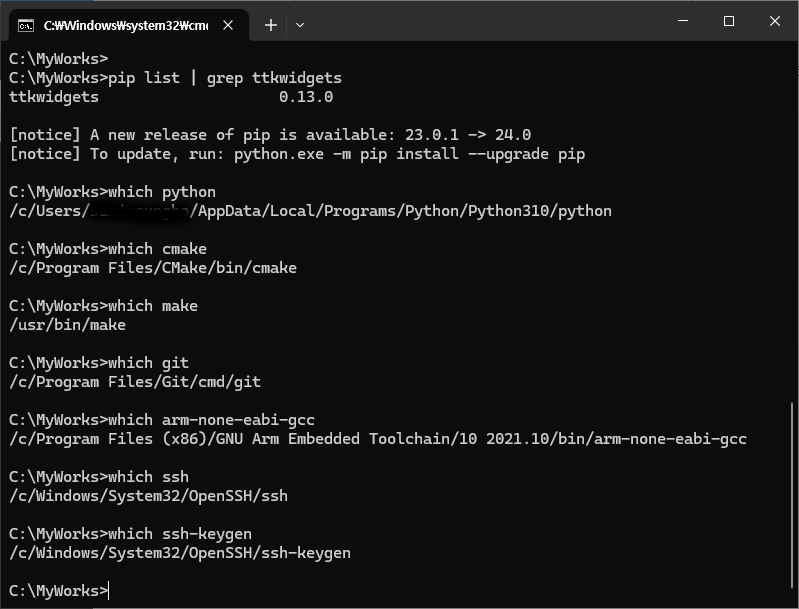 C:₩Windows₩system32₩cmd
C:\MyWorks>
C:\MyWorks>pip list | grep ttkwidgets
ttkwidgets                    0.13.0
[notice] A new release of pip is available: 23.0.1 -> 24.0
[notice] To update, run: python.exe -m pip install --upgrade pip
C:\MyWorks>which python
/c/Users/ /AppData/Local/Programs/Python/Python310/python
C:\MyWorks>which cmake
/c/Program Files/CMake/bin/cmake
C:\MyWorks>which make
/usr/bin/make
C:\MyWorks>which git
/c/Program Files/Git/cmd/git
C:\MyWorks>which arm-none-eabi-gcc
/c/Program Files (x86)/GNU Arm Embedded Toolchain/10 2021.10/bin/arm-none-eabi-gcc
C:\MyWorks>which ssh
/c/Windows/System32/OpenSSH/ssh
C:\MyWorks>which ssh-keygen
/c/Windows/System32/OpenSSH/ssh-keygen
C:\MyWorks>